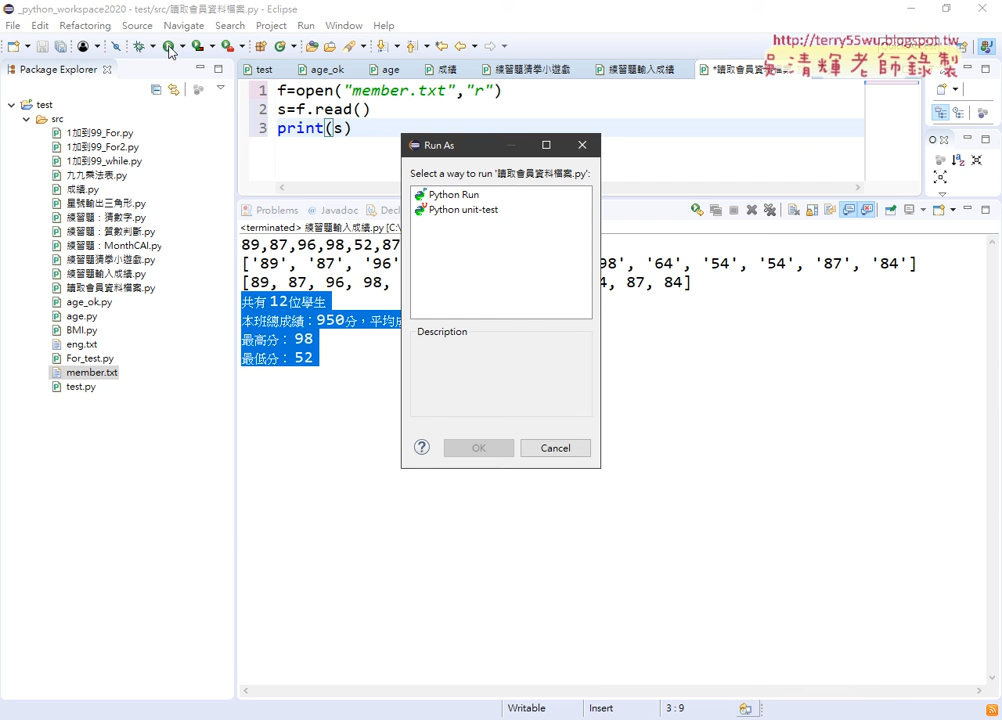 _python_workspace2020 - test/src/讀取會員資料檔案.py - Eclipse
File Edit Refactoring Source Navigate Search Project Run Window Help
http://terry55wu.blogspot.tw
吳清輝老師錄製
Package Explorer
test age_ok age 成績 練習題猜學小遊戲 練習題輸入成績
test
src
1加到99_For.py
1加到99_For2.py
1加到99_while.py
九九乘法表.py
成績.py
星號輸出三角形.py
練習題：猜數字.py
練習題：質數判斷.py
練習題：MonthCAI.py
練習題猜學小遊戲.py
練習題輸入成績.py
讀取會員資料檔案.py
age_ok.py
age.py
BMI.py
eng.txt
For_test.py
member.txt
test.py
1 f=open("member.txt","r")
2 s=f.read()
3 print(s)
Run As
Select a way to run '讀取會員資料檔案.py':
Python Run
Python unit-test
Description
OK Cancel
Problems Javadoc Decl
<terminated> 練習題輸入成績.py [C:\
89,87,96,98,52,87
['89', '87', '96' 98', '64', '54', '54', '87', '84']
[89, 87, 96, 98, 4, 87, 84]
共有12位學生
本班總成績：950分，平均成
最高分： 98
最低分： 52
Writable Insert 3 : 9